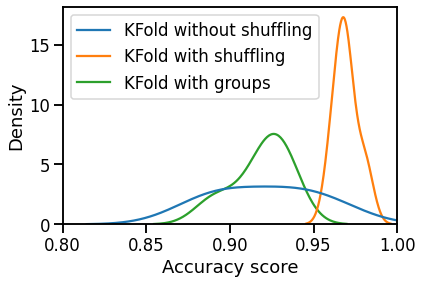 KFold without shuffling
KFold with shuffling
KFold with groups
Density
15
10
5
0
0.80 0.85 0.90 0.95 1.00
Accuracy score